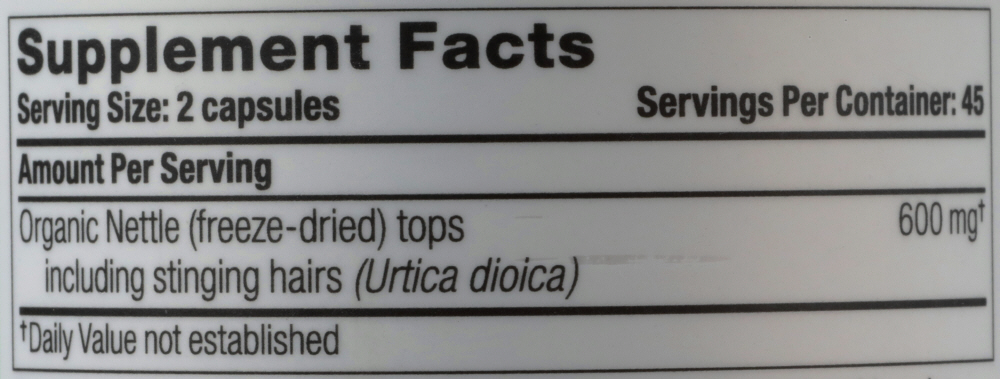 Supplement Facts
Serving Size: 2 capsules Servings Per Container: 45
Amount Per Serving
Organic Nettle (freeze-dried) tops 600 mg†
including stinging hairs (Urtica dioica)
†Daily Value not established